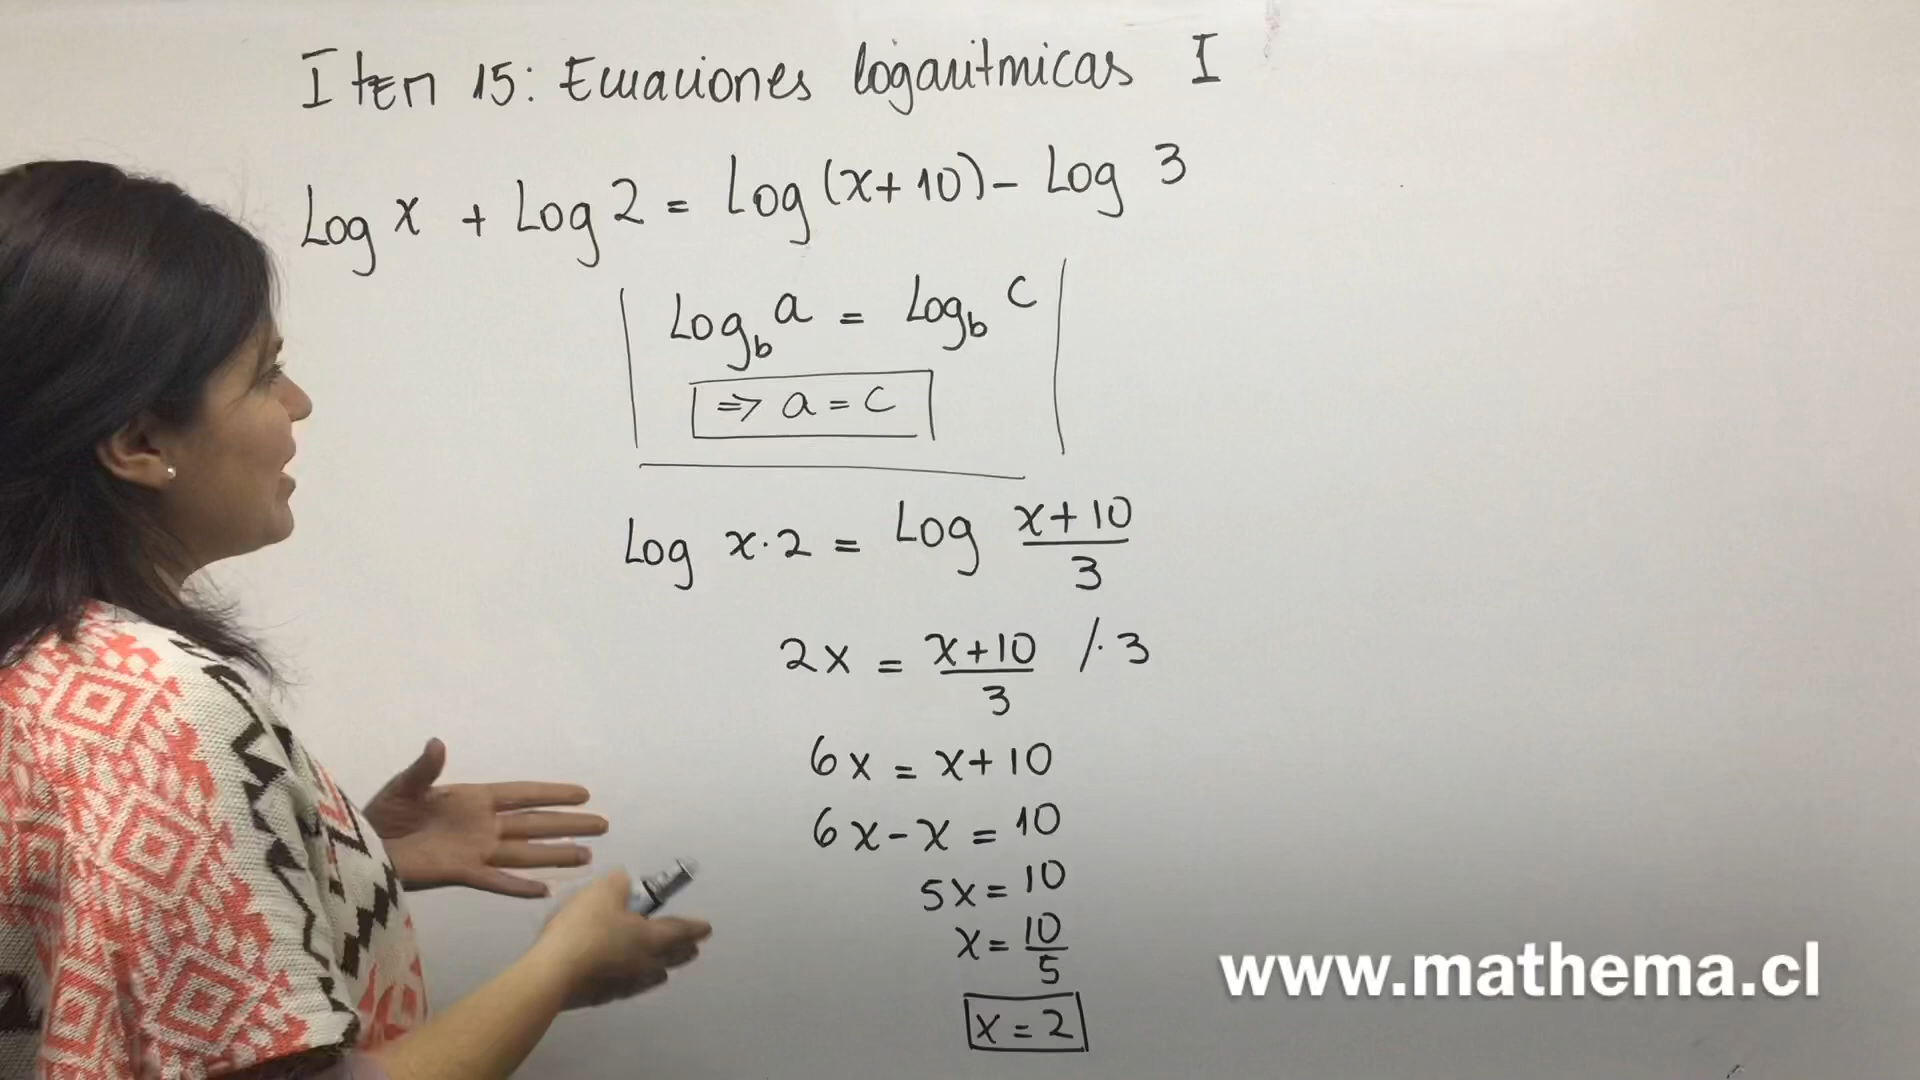 Item 15: Ecuaciones logaritmicas I
Log x + Log 2 = Log (x+10) - Log 3
Log_b a = Log_b c
⇒ a = c
Log x·2 = Log (x+10)/3
2x = (x+10)/3 /·3
6x = x+10
6x - x = 10
5x = 10
x = 10/5
x = 2
www.mathema.cl